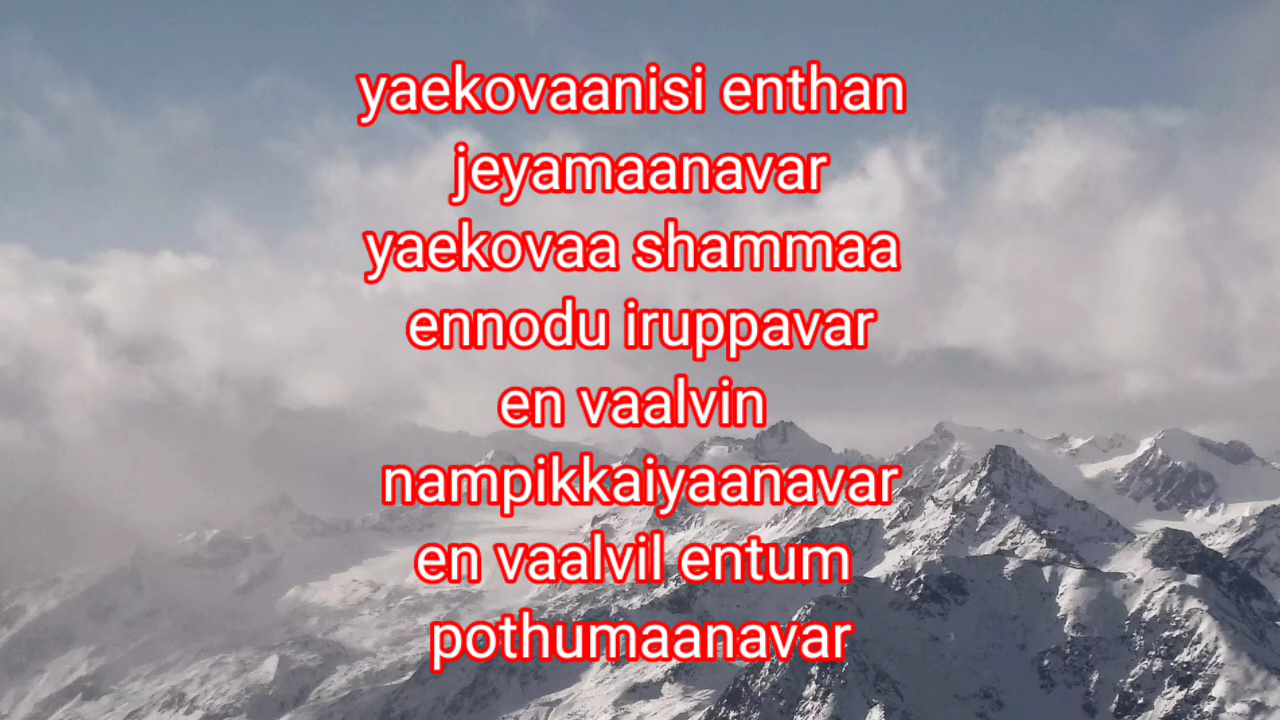 yaekovaanisi enthan
jeyamaanavar
yaekovaa shammaa
ennodu iruppavar
en vaalvin
nampikkaiyaanavar
en vaalvil entum
pothumaanavar